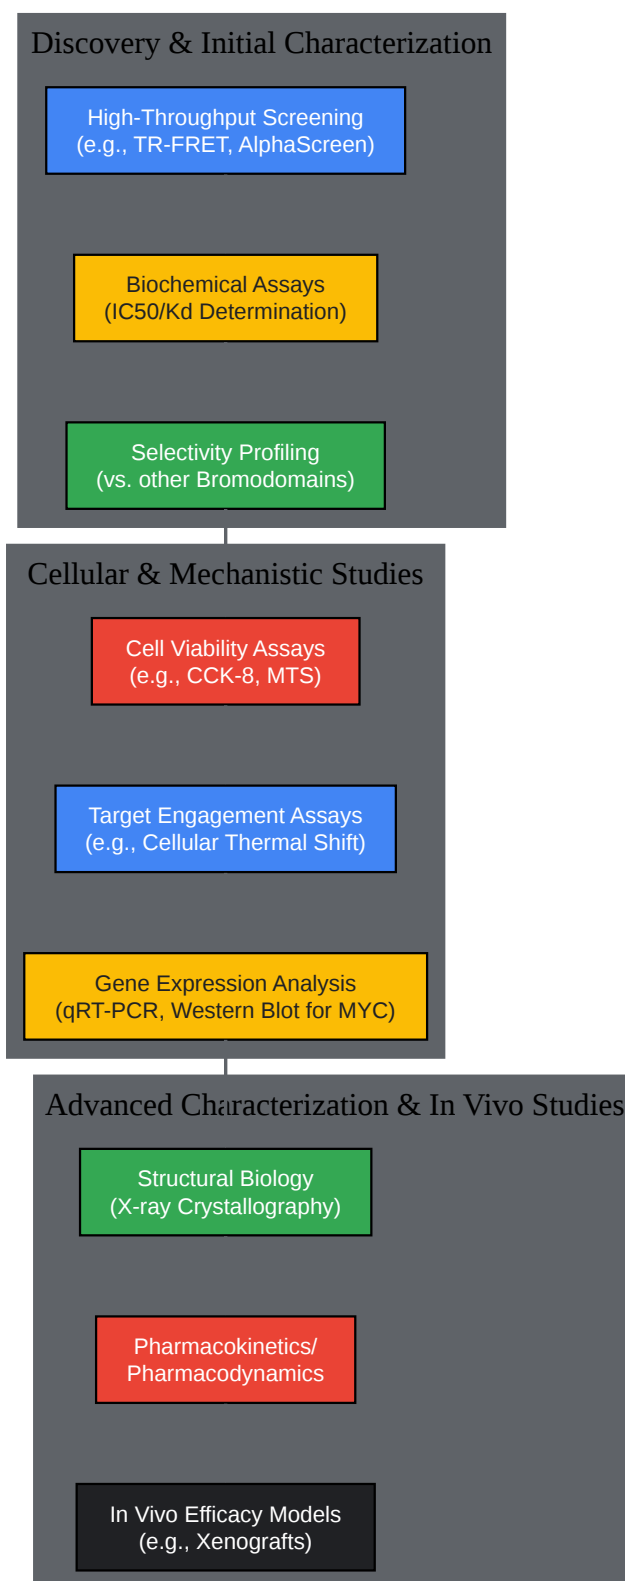 Discovery & Initial Characterization
High-Throughput Screening
(e.g., TR-FRET, AlphaScreen)
Biochemical Assays
(IC50/Kd Determination)
Selectivity Profiling
(vs. other Bromodomains)
Cellular & Mechanistic Studies
Cell Viability Assays
(e.g., CCK-8, MTS)
Target Engagement Assays
(e.g., Cellular Thermal Shift)
Gene Expression Analysis
(qRT-PCR, Western Blot for MYC)
Advanced Characterization & In Vivo Studies
Structural Biology
(X-ray Crystallography)
Pharmacokinetics/
Pharmacodynamics
In Vivo Efficacy Models
(e.g., Xenografts)